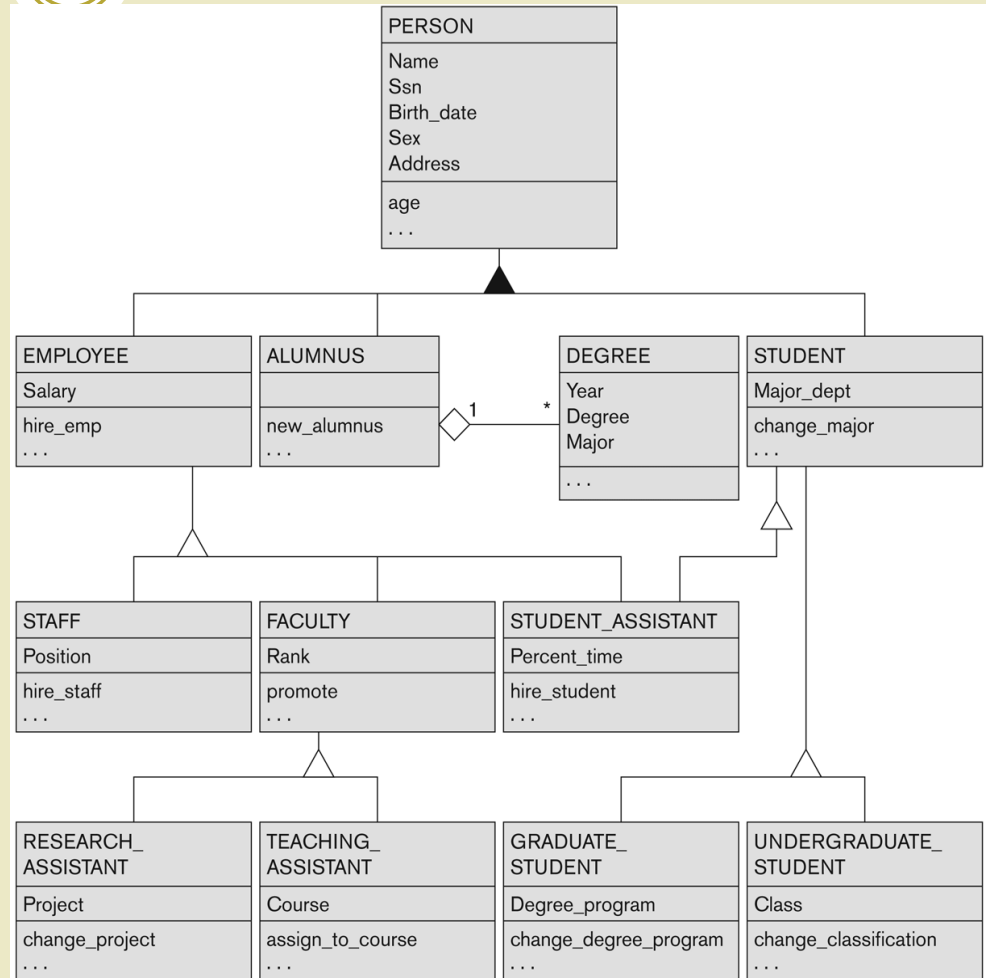 PERSON
Name
Ssn
Birth_date
Sex
Address
age
. . .
EMPLOYEE
Salary
hire_emp
. . .
ALUMNUS
new_alumnus
. . .
1
*
DEGREE
Year
Degree
Major
. . .
STUDENT
Major_dept
change_major
. . .
STAFF
Position
hire_staff
. . .
FACULTY
Rank
promote
. . .
STUDENT_ASSISTANT
Percent_time
hire_student
. . .
RESEARCH_
ASSISTANT
Project
change_project
. . .
TEACHING_
ASSISTANT
Course
assign_to_course
. . .
GRADUATE_
STUDENT
Degree_program
change_degree_program
. . .
UNDERGRADUATE_
STUDENT
Class
change_classification
. . .